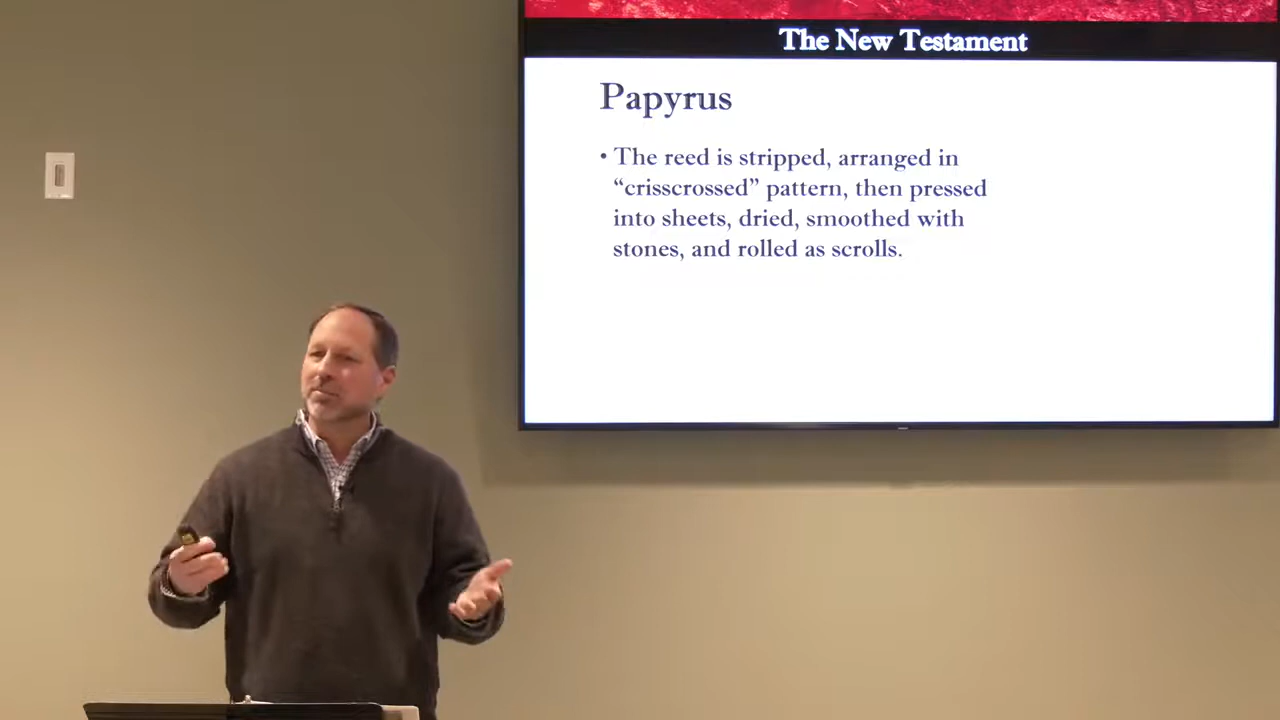 The New Testament
Papyrus
• The reed is stripped, arranged in
“crisscrossed” pattern, then pressed
into sheets, dried, smoothed with
stones, and rolled as scrolls.